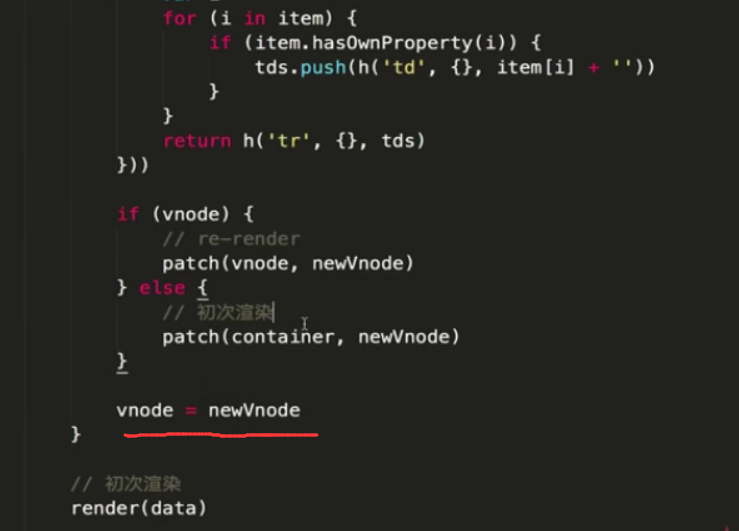 for (i in item) {
if (item.hasOwnProperty(i)) {
tds.push(h('td', {}, item[i] + ''))
}
}
return h('tr', {}, tds)
}))
if (vnode) {
// re-render
patch(vnode, newVnode)
} else {
// 初次渲染
patch(container, newVnode)
}
vnode = newVnode
}
// 初次渲染
render(data)